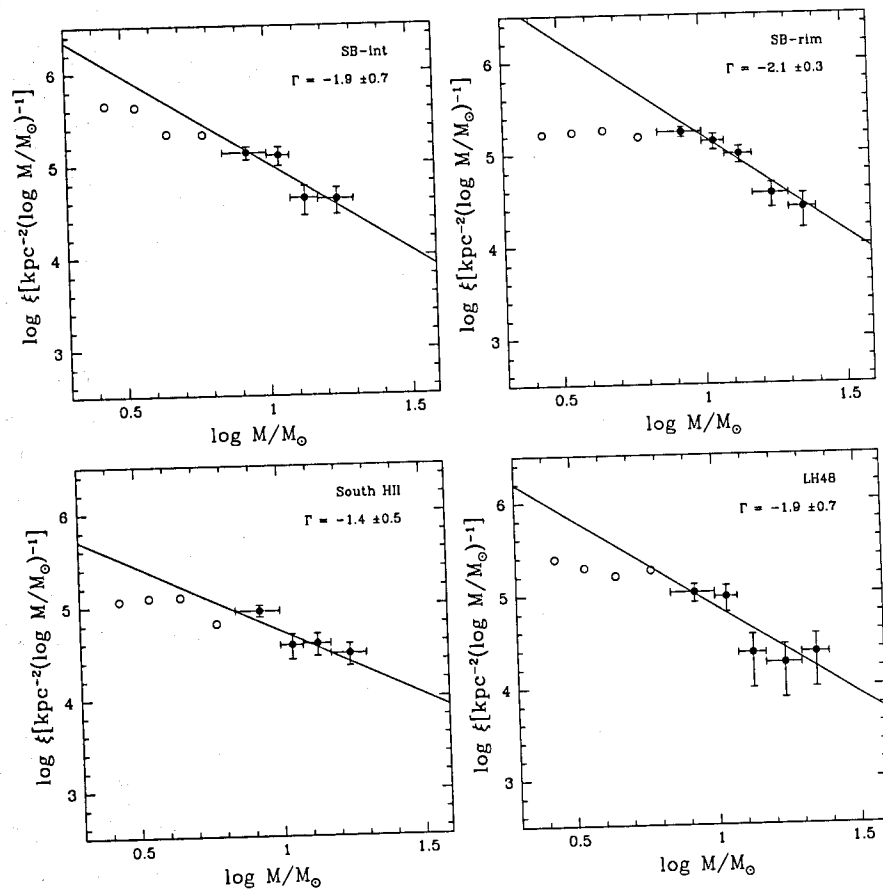 SB-int
Γ = −1.9 ±0.7
6
5
4
3
log ξ[kpc⁻²(log M/M☉)⁻¹]
0.5
1
1.5
log M/M☉
SB-rim
Γ = −2.1 ±0.3
6
5
4
3
log ξ[kpc⁻²(log M/M☉)⁻¹]
0.5
1
1.5
log M/M☉
South HII
Γ = −1.4 ±0.5
6
5
4
3
log ξ[kpc⁻²(log M/M☉)⁻¹]
0.5
1
1.5
log M/M☉
LH48
Γ = −1.9 ±0.7
6
5
4
3
log ξ[kpc⁻²(log M/M☉)⁻¹]
0.5
1
1.5
log M/M☉